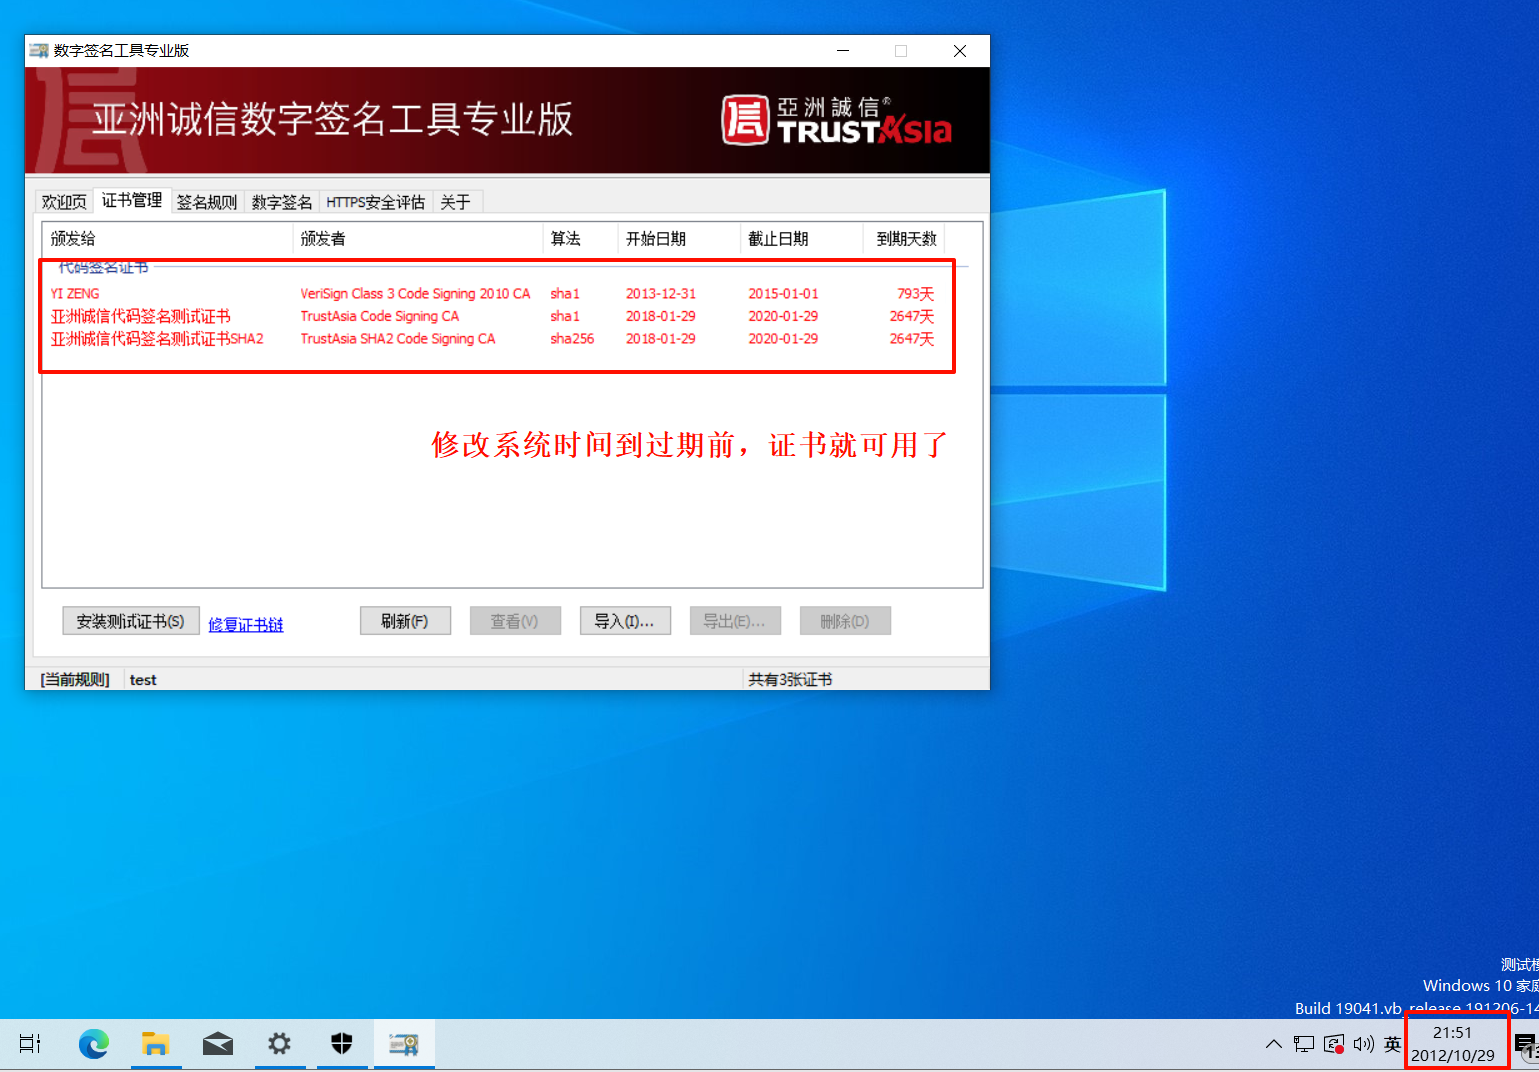 数字签名工具专业版
亚洲诚信数字签名工具专业版
亞洲誠信®
TRUSTAsia
欢迎页 证书管理 签名规则 数字签名 HTTPS安全评估 关于
颁发给 颁发者 算法 开始日期 截止日期 到期天数
代码签名证书
YI ZENG VeriSign Class 3 Code Signing 2010 CA sha1 2013-12-31 2015-01-01 793天
亚洲诚信代码签名测试证书 TrustAsia Code Signing CA sha1 2018-01-29 2020-01-29 2647天
亚洲诚信代码签名测试证书SHA2 TrustAsia SHA2 Code Signing CA sha256 2018-01-29 2020-01-29 2647天
修改系统时间到过期前，证书就可用了
安装测试证书(S) 修复证书链 刷新(F) 查看(V) 导入(I)... 导出(E)... 删除(D)
[当前规则] test 共有3张证书
测试模
Windows 10 家庭
Build 19041.vb_release.191206-14
英
21:51
2012/10/29